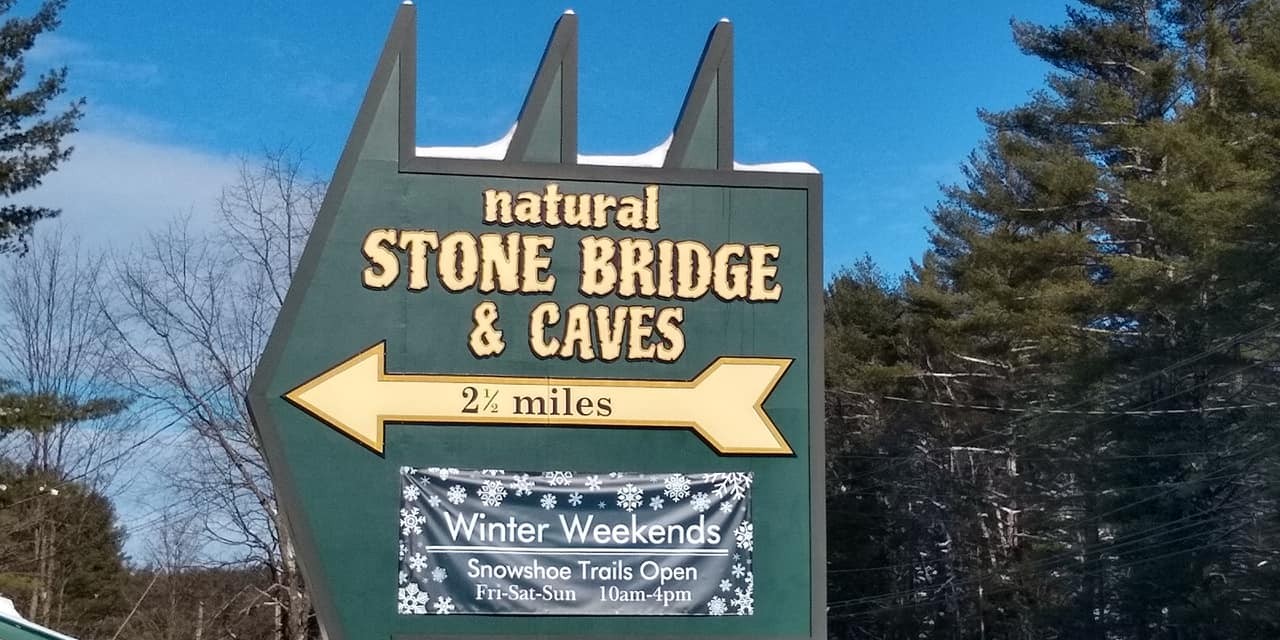 natural
STONE BRIDGE
& CAVES
2½ miles
Winter Weekends
Snowshoe Trails Open
Fri-Sat-Sun 10am-4pm